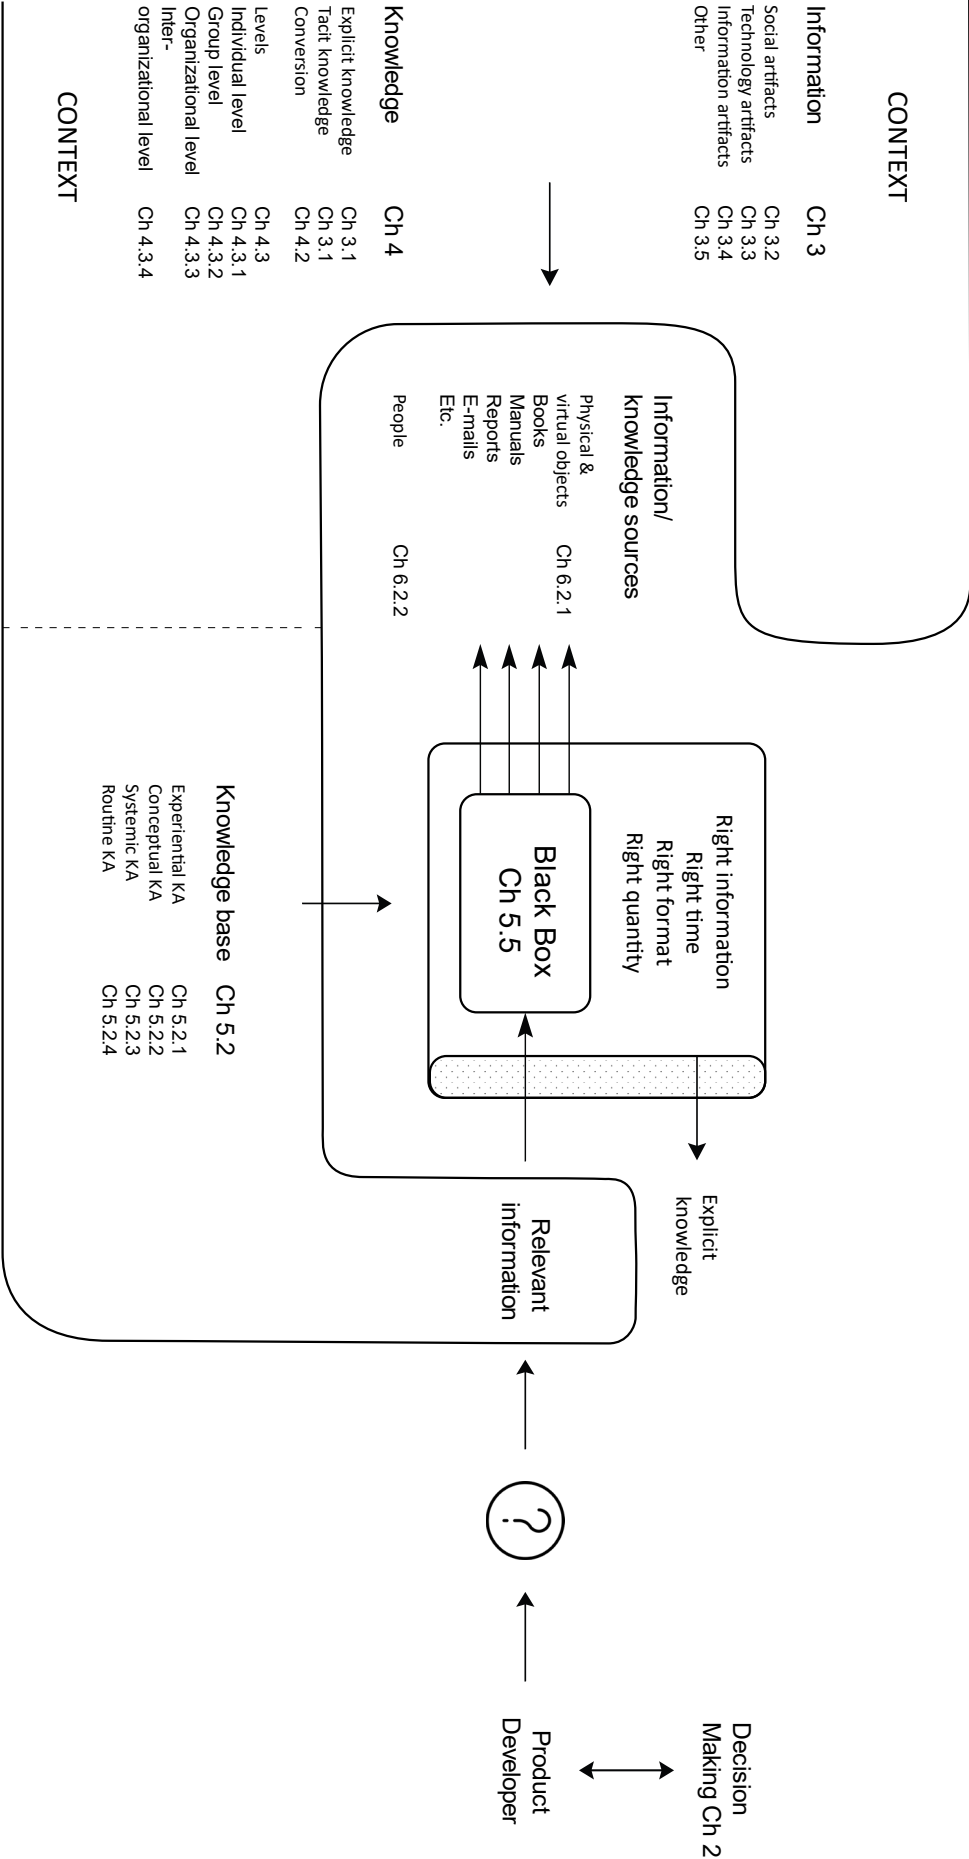 CONTEXT
Information Ch 3
Social artifacts Ch 3.2
Technology artifacts Ch 3.3
Information artifacts Ch 3.4
Other Ch 3.5
Knowledge Ch 4
Explicit knowledge Ch 3.1
Tacit knowledge Ch 3.1
Conversion Ch 4.2
Levels Ch 4.3
Individual level Ch 4.3.1
Group level Ch 4.3.2
Organizational level Ch 4.3.3
Inter-
organizational level Ch 4.3.4
CONTEXT
Information/
knowledge sources
Physical &
virtual objects Ch 6.2.1
Books
Manuals
Reports
E-mails
Etc.
People Ch 6.2.2
Right information
Right time
Right format
Right quantity
Black Box
Ch 5.5
Knowledge base Ch 5.2
Experiential KA Ch 5.2.1
Conceptual KA Ch 5.2.2
Systemic KA Ch 5.2.3
Routine KA Ch 5.2.4
Explicit
knowledge
Relevant
information
?
Decision
Making Ch 2
Product
Developer